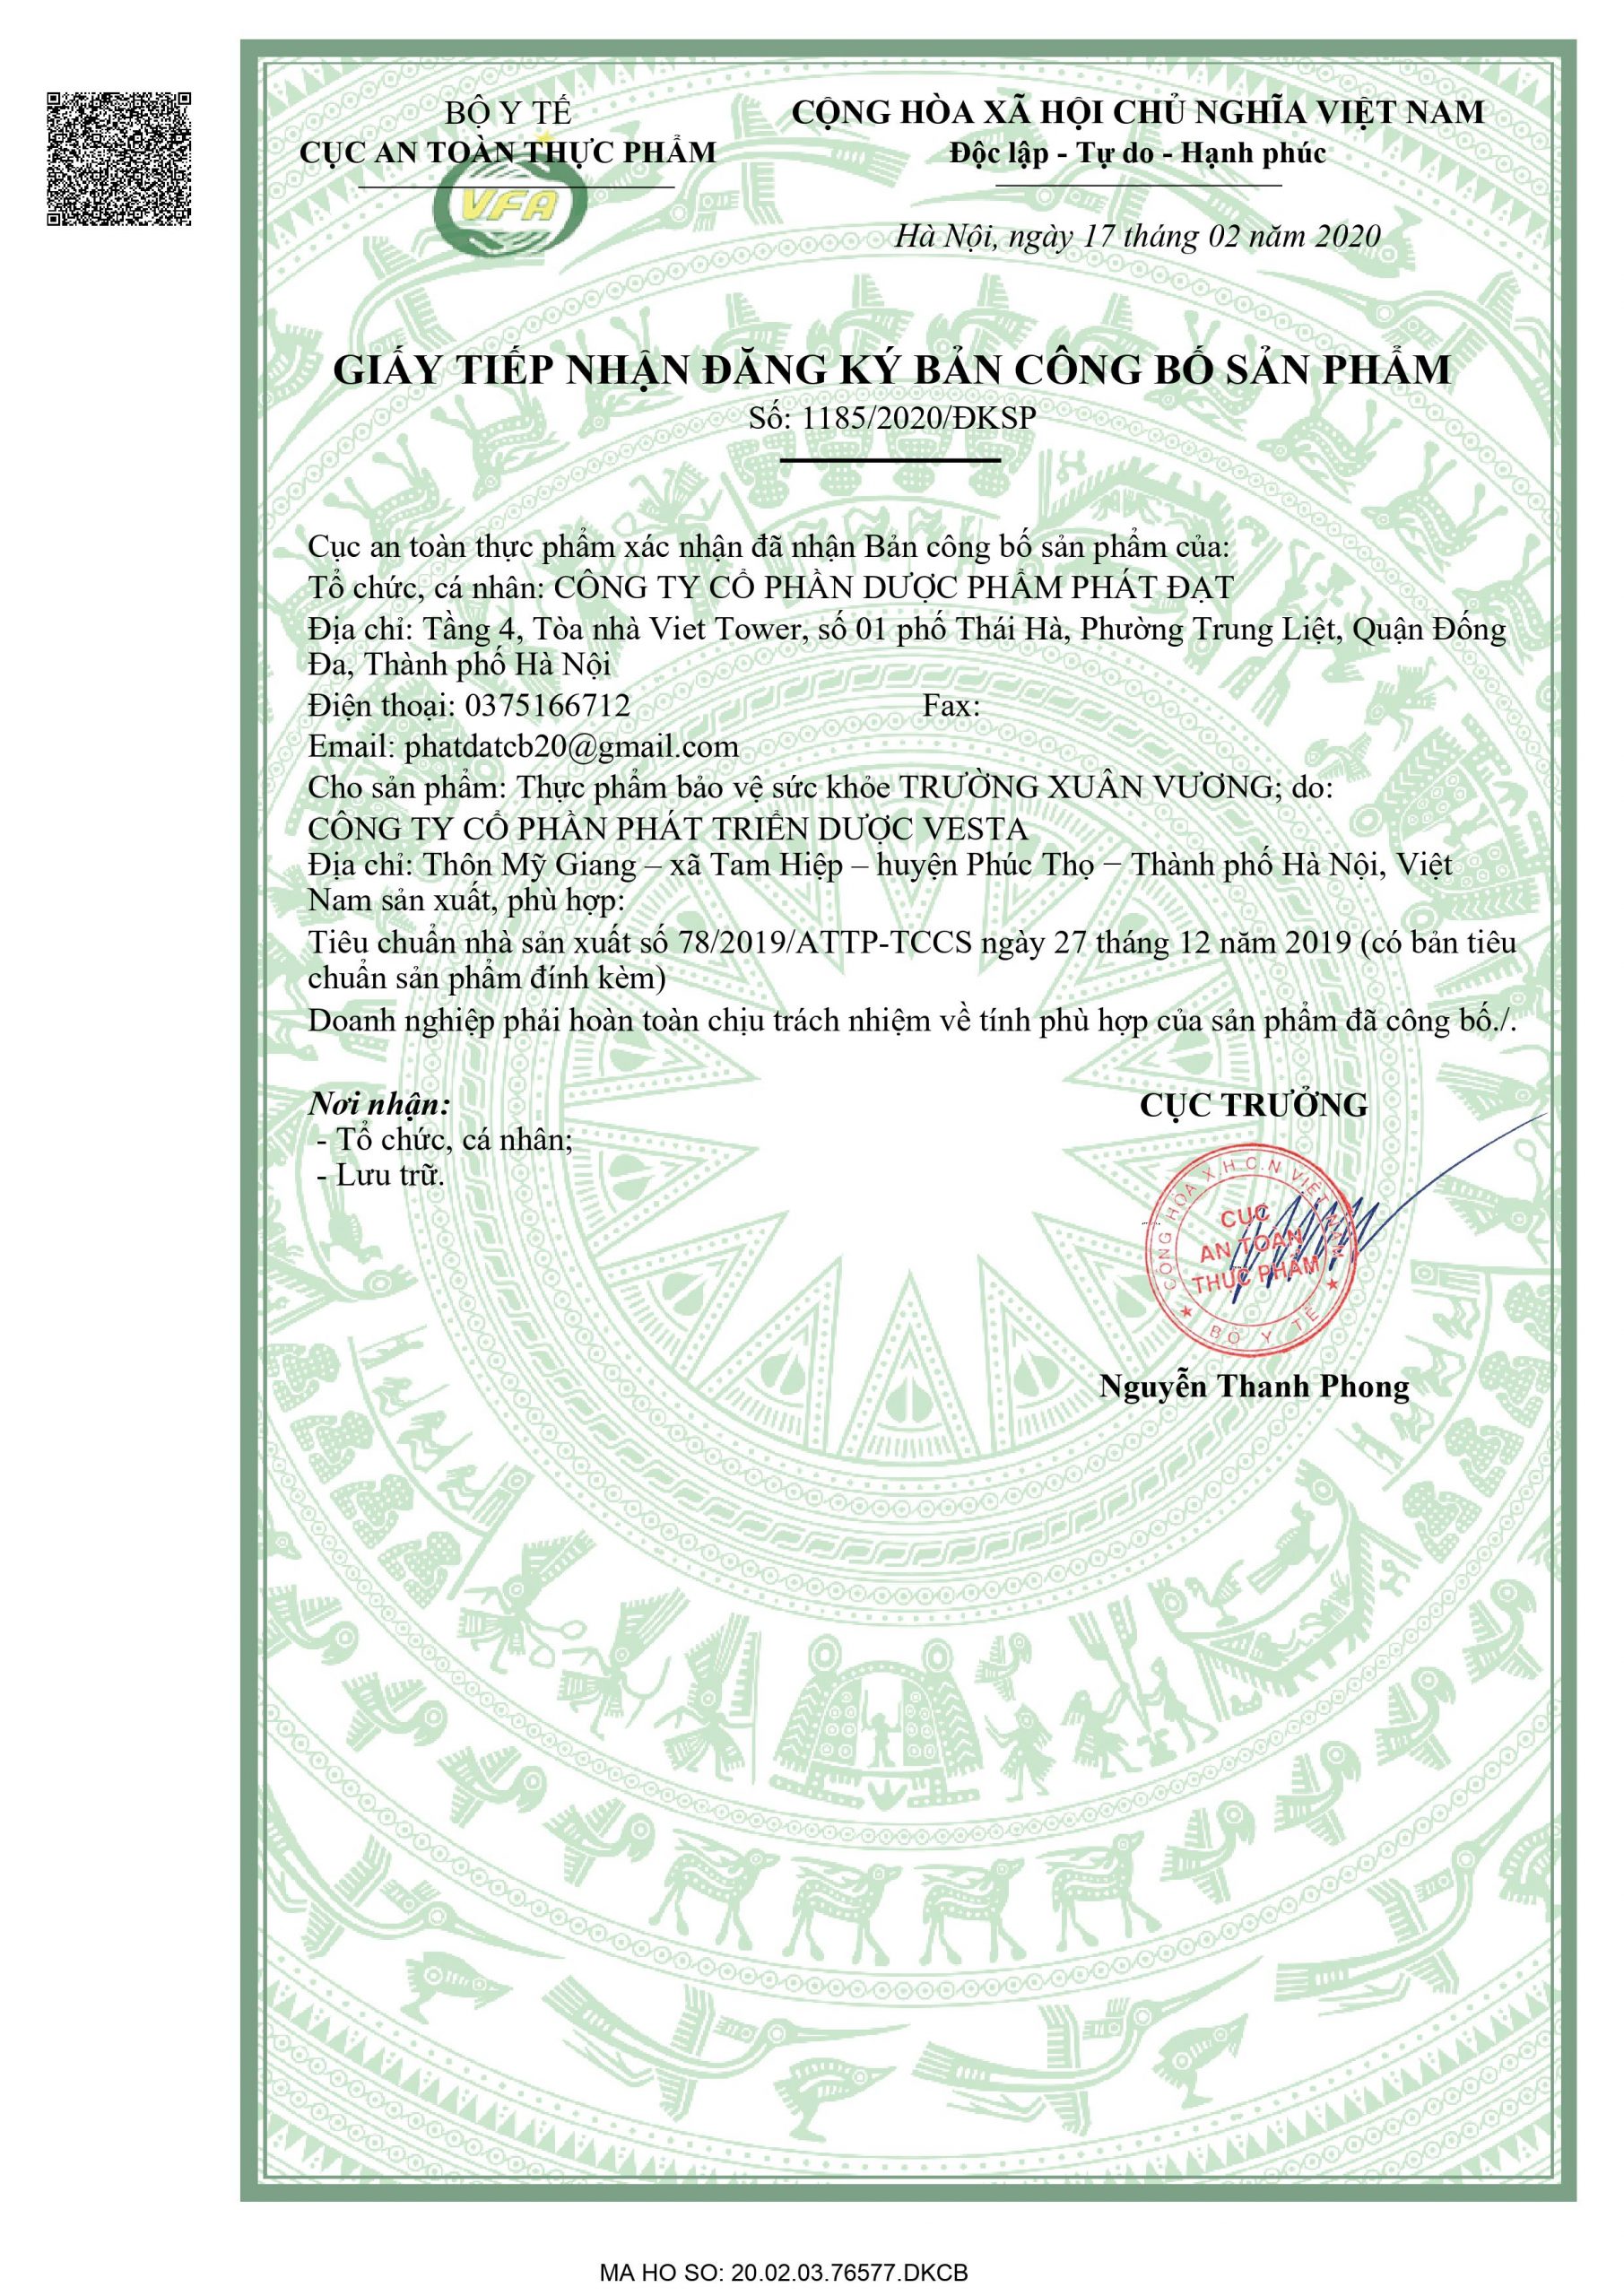 BỘ Y TẾ
CỤC AN TOÀN THỰC PHẨM
VFA
CỘNG HÒA XÃ HỘI CHỦ NGHĨA VIỆT NAM
Độc lập - Tự do - Hạnh phúc
Hà Nội, ngày 17 tháng 02 năm 2020
GIẤY TIẾP NHẬN ĐĂNG KÝ BẢN CÔNG BỐ SẢN PHẨM
Số: 1185/2020/ĐKSP
Cục an toàn thực phẩm xác nhận đã nhận Bản công bố sản phẩm của:
Tổ chức, cá nhân: CÔNG TY CỔ PHẦN DƯỢC PHẨM PHÁT ĐẠT
Địa chỉ: Tầng 4, Tòa nhà Viet Tower, số 01 phố Thái Hà, Phường Trung Liệt, Quận Đống
Đa, Thành phố Hà Nội
Điện thoại: 0375166712 Fax:
Email: phatdatcb20@gmail.com
Cho sản phẩm: Thực phẩm bảo vệ sức khỏe TRƯỜNG XUÂN VƯƠNG; do:
CÔNG TY CỔ PHẦN PHÁT TRIỂN DƯỢC VESTA
Địa chỉ: Thôn Mỹ Giang – xã Tam Hiệp – huyện Phúc Thọ – Thành phố Hà Nội, Việt
Nam sản xuất, phù hợp:
Tiêu chuẩn nhà sản xuất số 78/2019/ATTP-TCCS ngày 27 tháng 12 năm 2019 (có bản tiêu
chuẩn sản phẩm đính kèm)
Doanh nghiệp phải hoàn toàn chịu trách nhiệm về tính phù hợp của sản phẩm đã công bố./.
Nơi nhận:
- Tổ chức, cá nhân;
- Lưu trữ.
CỤC TRƯỞNG
CỘNG HÒA X.H.C.N VIỆT NAM
CỤC
AN TOÀN
THỰC PHẨM
★ BỘ Y TẾ ★
Nguyễn Thanh Phong
MA HO SO: 20.02.03.76577.DKCB